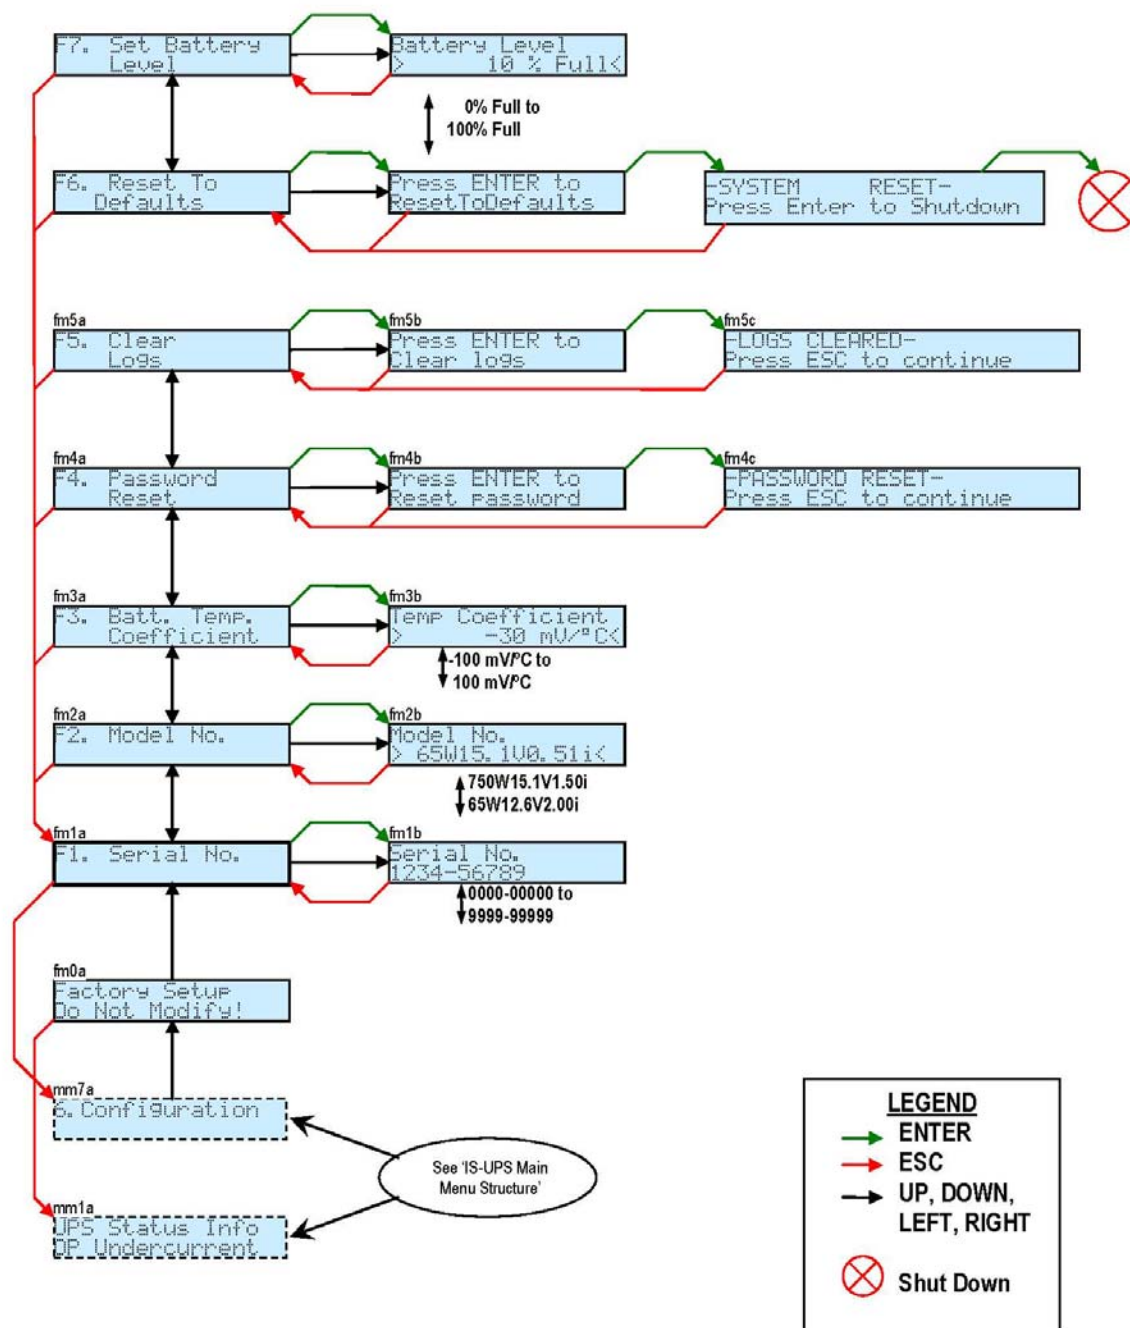 F7. Set Battery
Level
Battery Level
> 10 % Full<
0% Full to
100% Full
F6. Reset To
Defaults
Press ENTER to
ResetToDefaults
-SYSTEM RESET-
Press Enter to Shutdown
fm5a
F5. Clear
Logs
fm5b
Press ENTER to
Clear logs
fm5c
-LOGS CLEARED-
Press ESC to continue
fm4a
F4. Password
Reset
fm4b
Press ENTER to
Reset password
fm4c
-PASSWORD RESET-
Press ESC to continue
fm3a
F3. Batt. Temp.
Coefficient
fm3b
Temp Coefficient
> -30 mV/ºC<
-100 mV/ºC to
100 mV/ºC
fm2a
F2. Model No.
fm2b
Model No.
> 65W15.1V0.51i<
750W15.1V1.50i
65W12.6V2.00i
fm1a
F1. Serial No.
fm1b
Serial No.
1234-56789
0000-00000 to
9999-99999
fm0a
Factory Setup
Do Not Modify!
mm7a
6.Configuration
See 'IS-UPS Main
Menu Structure'
mm1a
UPS Status Info
OP Undercurrent
LEGEND
ENTER
ESC
UP, DOWN,
LEFT, RIGHT
Shut Down